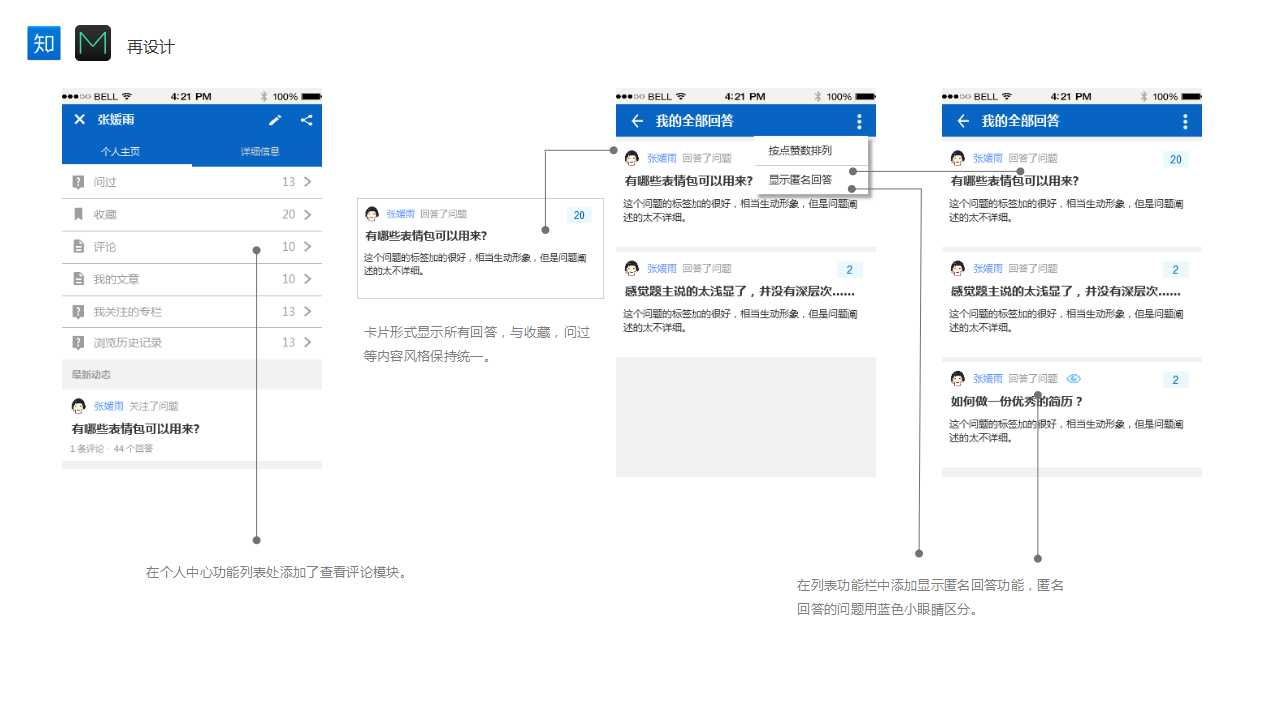 知
再设计
BELL 4:21 PM 100%
张媛雨
个人主页 详细信息
问过 13
收藏 20
评论 10
我的文章 10
我关注的专栏 13
浏览历史记录 13
最新动态
张媛雨 关注了问题
有哪些表情包可以用来?
1 条评论 · 44 个回答
在个人中心功能列表处添加了查看评论模块。
张媛雨 回答了问题 20
有哪些表情包可以用来?
这个问题的标签加的很好，相当生动形象，但是问题阐
述的太不详细。
卡片形式显示所有回答，与收藏，问过
等内容风格保持统一。
BELL 4:21 PM 100%
我的全部回答
按点赞数排列
显示匿名回答
张媛雨 回答了问题
有哪些表情包可以用来?
这个问题的标签加的很好，相当生动形象，但是问题阐
述的太不详细。
张媛雨 回答了问题 2
感觉题主说的太浅显了，并没有深层次……
这个问题的标签加的很好，相当生动形象，但是问题阐
述的太不详细。
BELL 4:21 PM 100%
我的全部回答
张媛雨 回答了问题 20
有哪些表情包可以用来?
这个问题的标签加的很好，相当生动形象，但是问题阐
述的太不详细。
张媛雨 回答了问题 2
感觉题主说的太浅显了，并没有深层次……
这个问题的标签加的很好，相当生动形象，但是问题阐
述的太不详细。
张媛雨 回答了问题 2
如何做一份优秀的简历？
这个问题的标签加的很好，相当生动形象，但是问题阐
述的太不详细。
在列表功能栏中添加显示匿名回答功能，匿名
回答的问题用蓝色小眼睛区分。